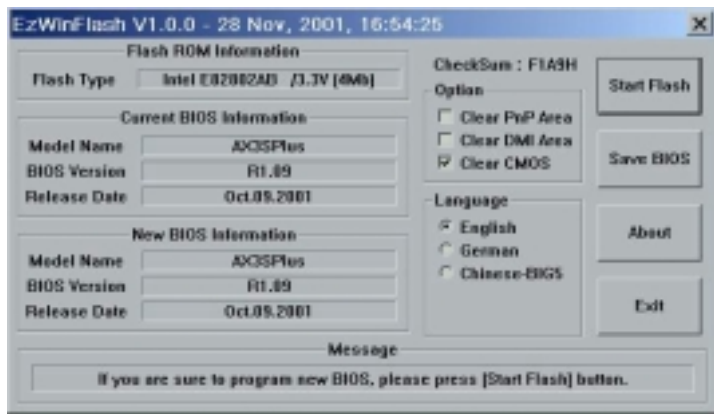 EzWinFlash V1.0.0 - 28 Nov, 2001, 16:54:25
Flash ROM Information
Flash Type Intel E82802AB /3.3V (4Mb)
Current BIOS Information
Model Name AX3SPlus
BIOS Version R1.09
Release Date Oct.09.2001
New BIOS Information
Model Name AX3SPlus
BIOS Version R1.09
Release Date Oct.09.2001
CheckSum : F1A9H
Option
Clear PnP Area
Clear DMI Area
Clear CMOS
Language
English
German
Chinese-BIG5
Start Flash
Save BIOS
About
Exit
Message
If you are sure to program new BIOS, please press [Start Flash] button.